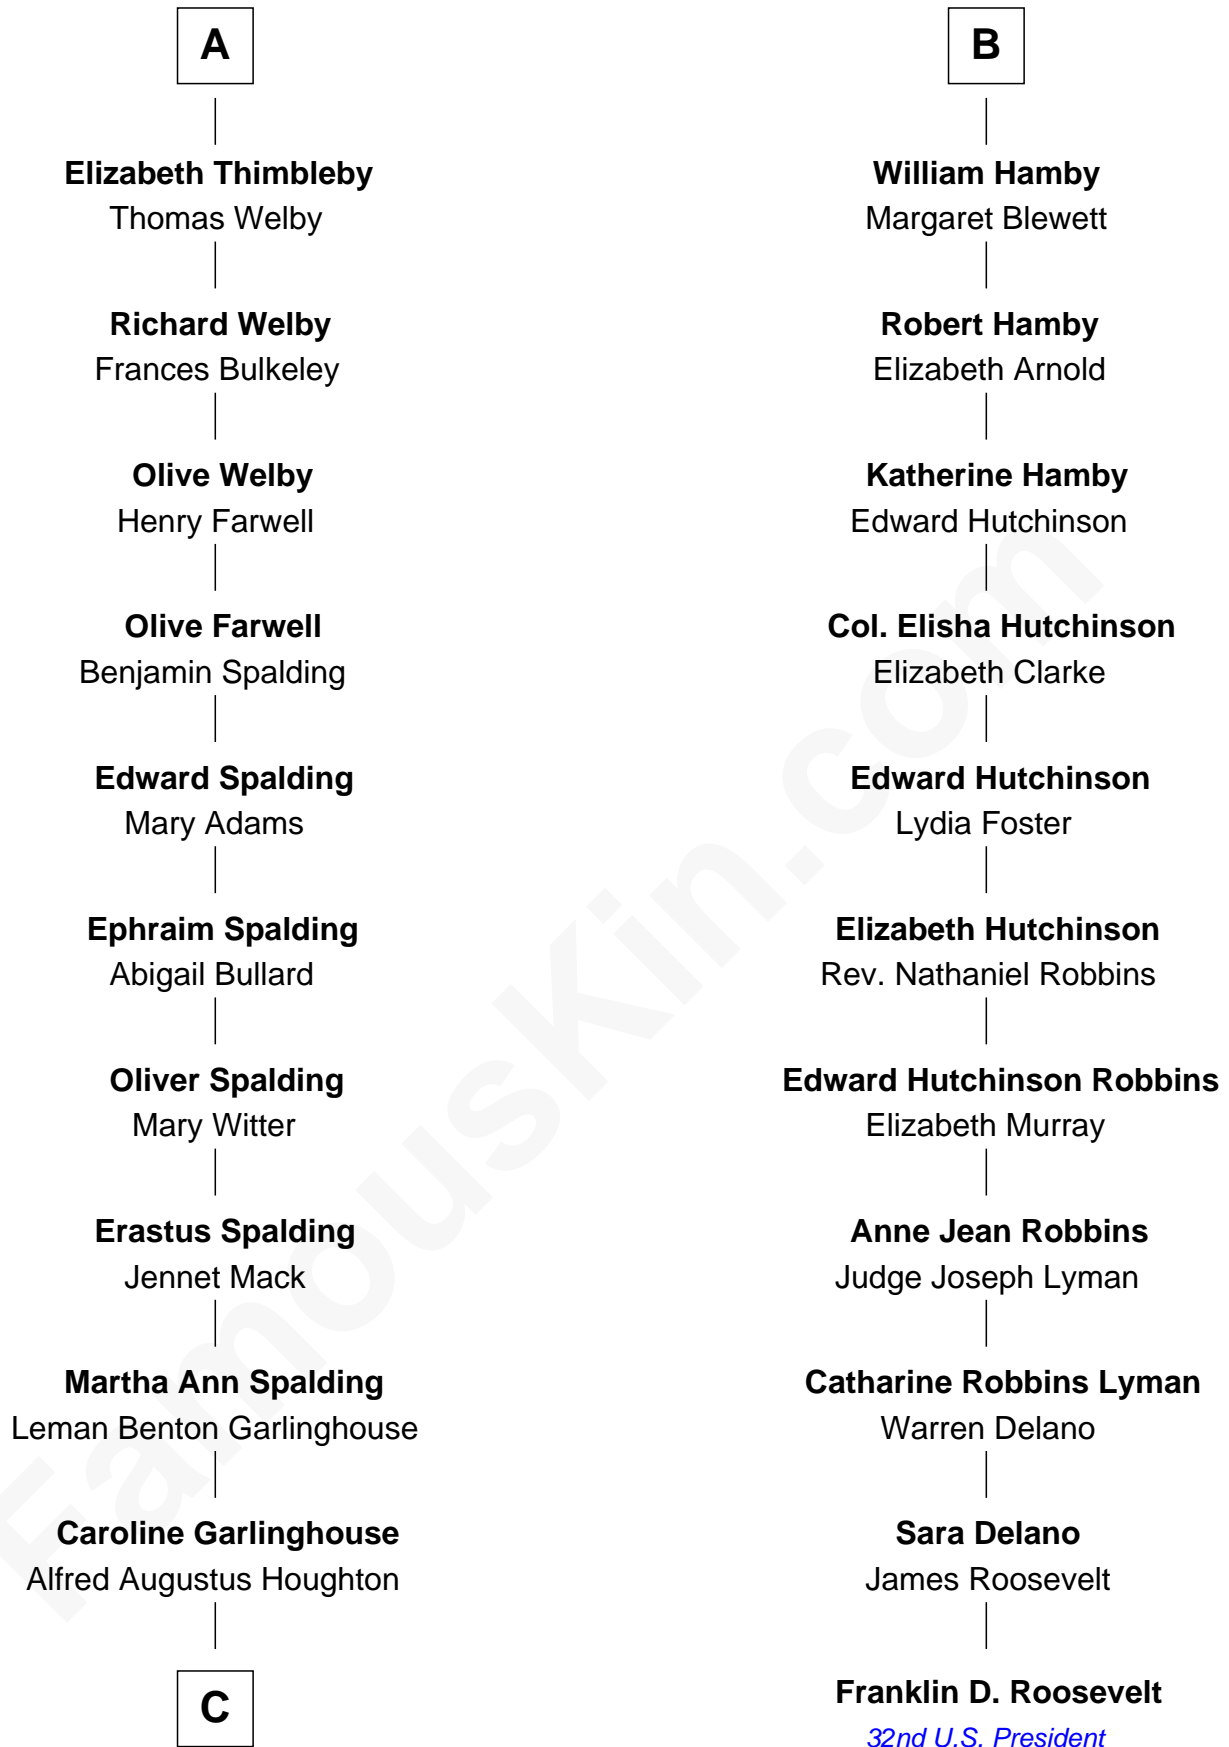 A
Elizabeth Thimbleby
Thomas Welby
Richard Welby
Frances Bulkeley
Olive Welby
Henry Farwell
Olive Farwell
Benjamin Spalding
Edward Spalding
Mary Adams
Ephraim Spalding
Abigail Bullard
Oliver Spalding
Mary Witter
Erastus Spalding
Jennet Mack
Martha Ann Spalding
Leman Benton Garlinghouse
Caroline Garlinghouse
Alfred Augustus Houghton
C
B
William Hamby
Margaret Blewett
Robert Hamby
Elizabeth Arnold
Katherine Hamby
Edward Hutchinson
Col. Elisha Hutchinson
Elizabeth Clarke
Edward Hutchinson
Lydia Foster
Elizabeth Hutchinson
Rev. Nathaniel Robbins
Edward Hutchinson Robbins
Elizabeth Murray
Anne Jean Robbins
Judge Joseph Lyman
Catharine Robbins Lyman
Warren Delano
Sara Delano
James Roosevelt
Franklin D. Roosevelt
32nd U.S. President
FamousKin.com